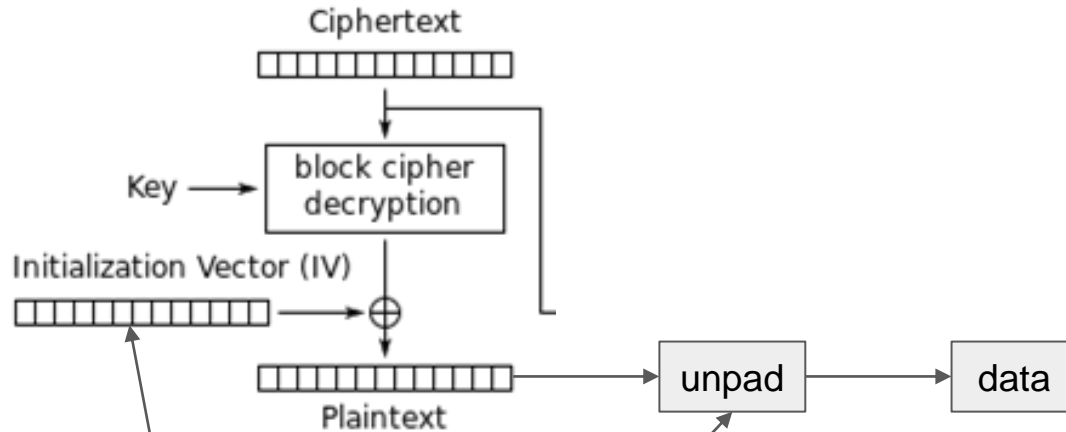 Ciphertext
block cipher
decryption
Key
Initialization Vector (IV)
Plaintext
unpad
data